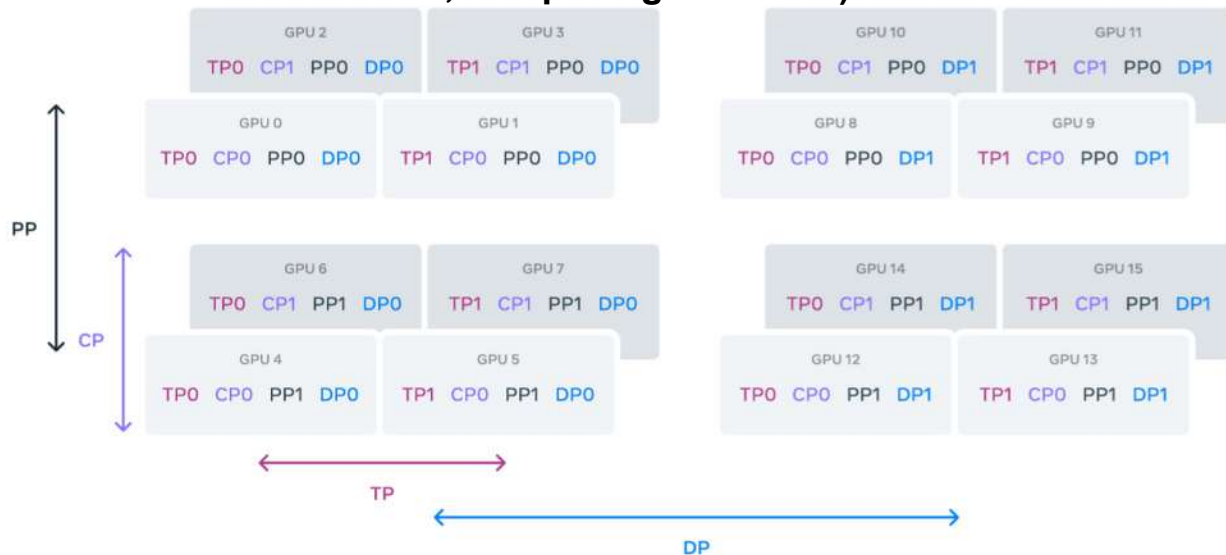 GPU 2 GPU 3 GPU 10 GPU 11
TP0 CP1 PP0 DP0 TP1 CP1 PP0 DP0 TP0 CP1 PP0 DP1 TP1 CP1 PP0 DP1
GPU 0 GPU 1 GPU 8 GPU 9
TP0 CP0 PP0 DP0 TP1 CP0 PP0 DP0 TP0 CP0 PP0 DP1 TP1 CP0 PP0 DP1
PP
GPU 6 GPU 7 GPU 14 GPU 15
TP0 CP1 PP1 DP0 TP1 CP1 PP1 DP0 TP0 CP1 PP1 DP1 TP1 CP1 PP1 DP1
CP
GPU 4 GPU 5 GPU 12 GPU 13
TP0 CP0 PP1 DP0 TP1 CP0 PP1 DP0 TP0 CP0 PP1 DP1 TP1 CP0 PP1 DP1
TP
DP